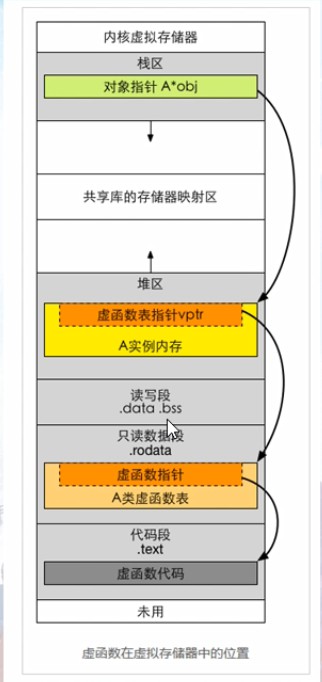 内核虚拟存储器
栈区
对象指针 A*obj
共享库的存储器映射区
堆区
虚函数表指针vptr
A实例内存
读写段
.data .bss
只读数据段
.rodata
虚函数指针
A类虚函数表
代码段
.text
虚函数代码
未用
虚函数在虚拟存储器中的位置